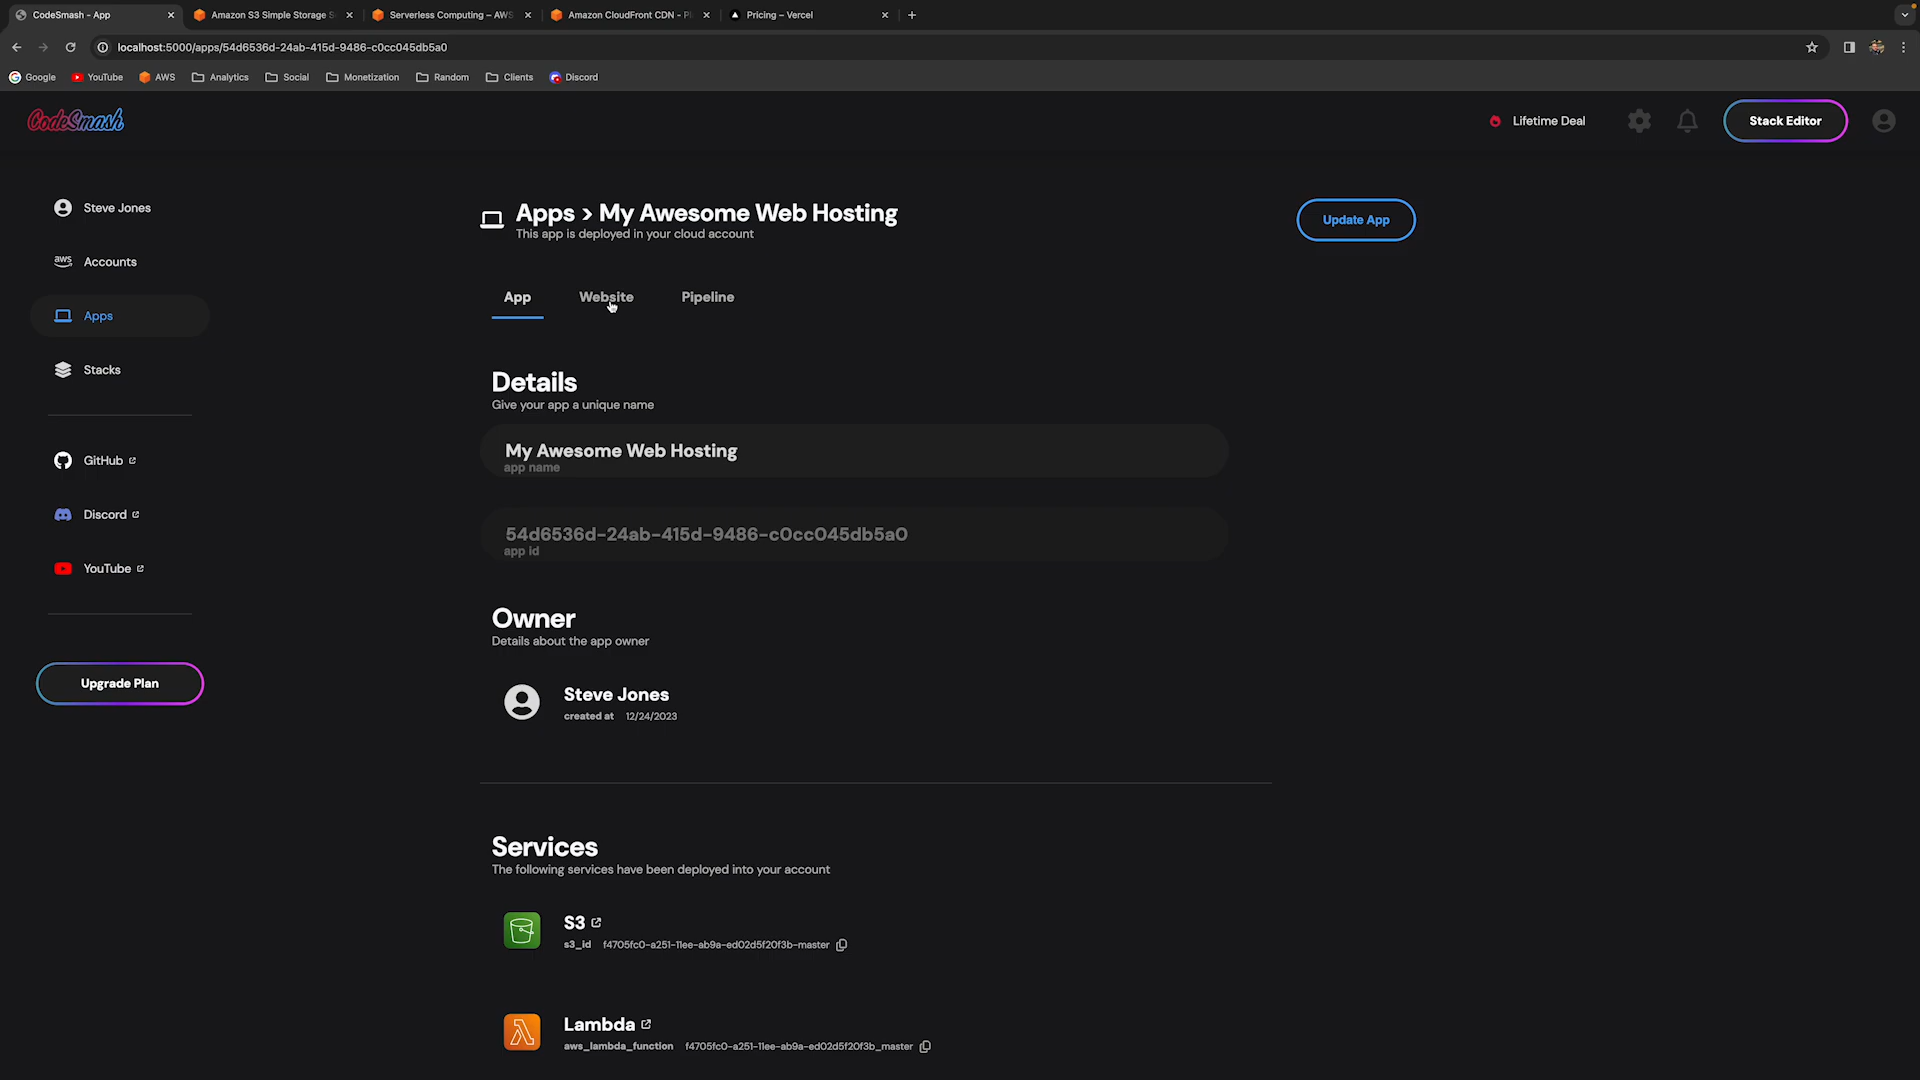 CodeSmash - App
Amazon S3 Simple Storage S
Serverless Computing – AWS
Amazon CloudFront CDN - Pl
Pricing – Vercel
localhost:5000/apps/54d6536d-24ab-415d-9486-c0cc045db5a0
Google
YouTube
AWS
Analytics
Social
Monetization
Random
Clients
Discord
CodeSmash
Lifetime Deal
Stack Editor
Steve Jones
aws
Accounts
Apps
Stacks
GitHub
Discord
YouTube
Upgrade Plan
Apps > My Awesome Web Hosting
This app is deployed in your cloud account
Update App
App
Website
Pipeline
Details
Give your app a unique name
My Awesome Web Hosting
app name
54d6536d-24ab-415d-9486-c0cc045db5a0
app id
Owner
Details about the app owner
Steve Jones
created at 12/24/2023
Services
The following services have been deployed into your account
S3
s3_id f4705fc0-a251-11ee-ab9a-ed02d5f20f3b-master
Lambda
aws_lambda_function f4705fc0-a251-11ee-ab9a-ed02d5f20f3b_master